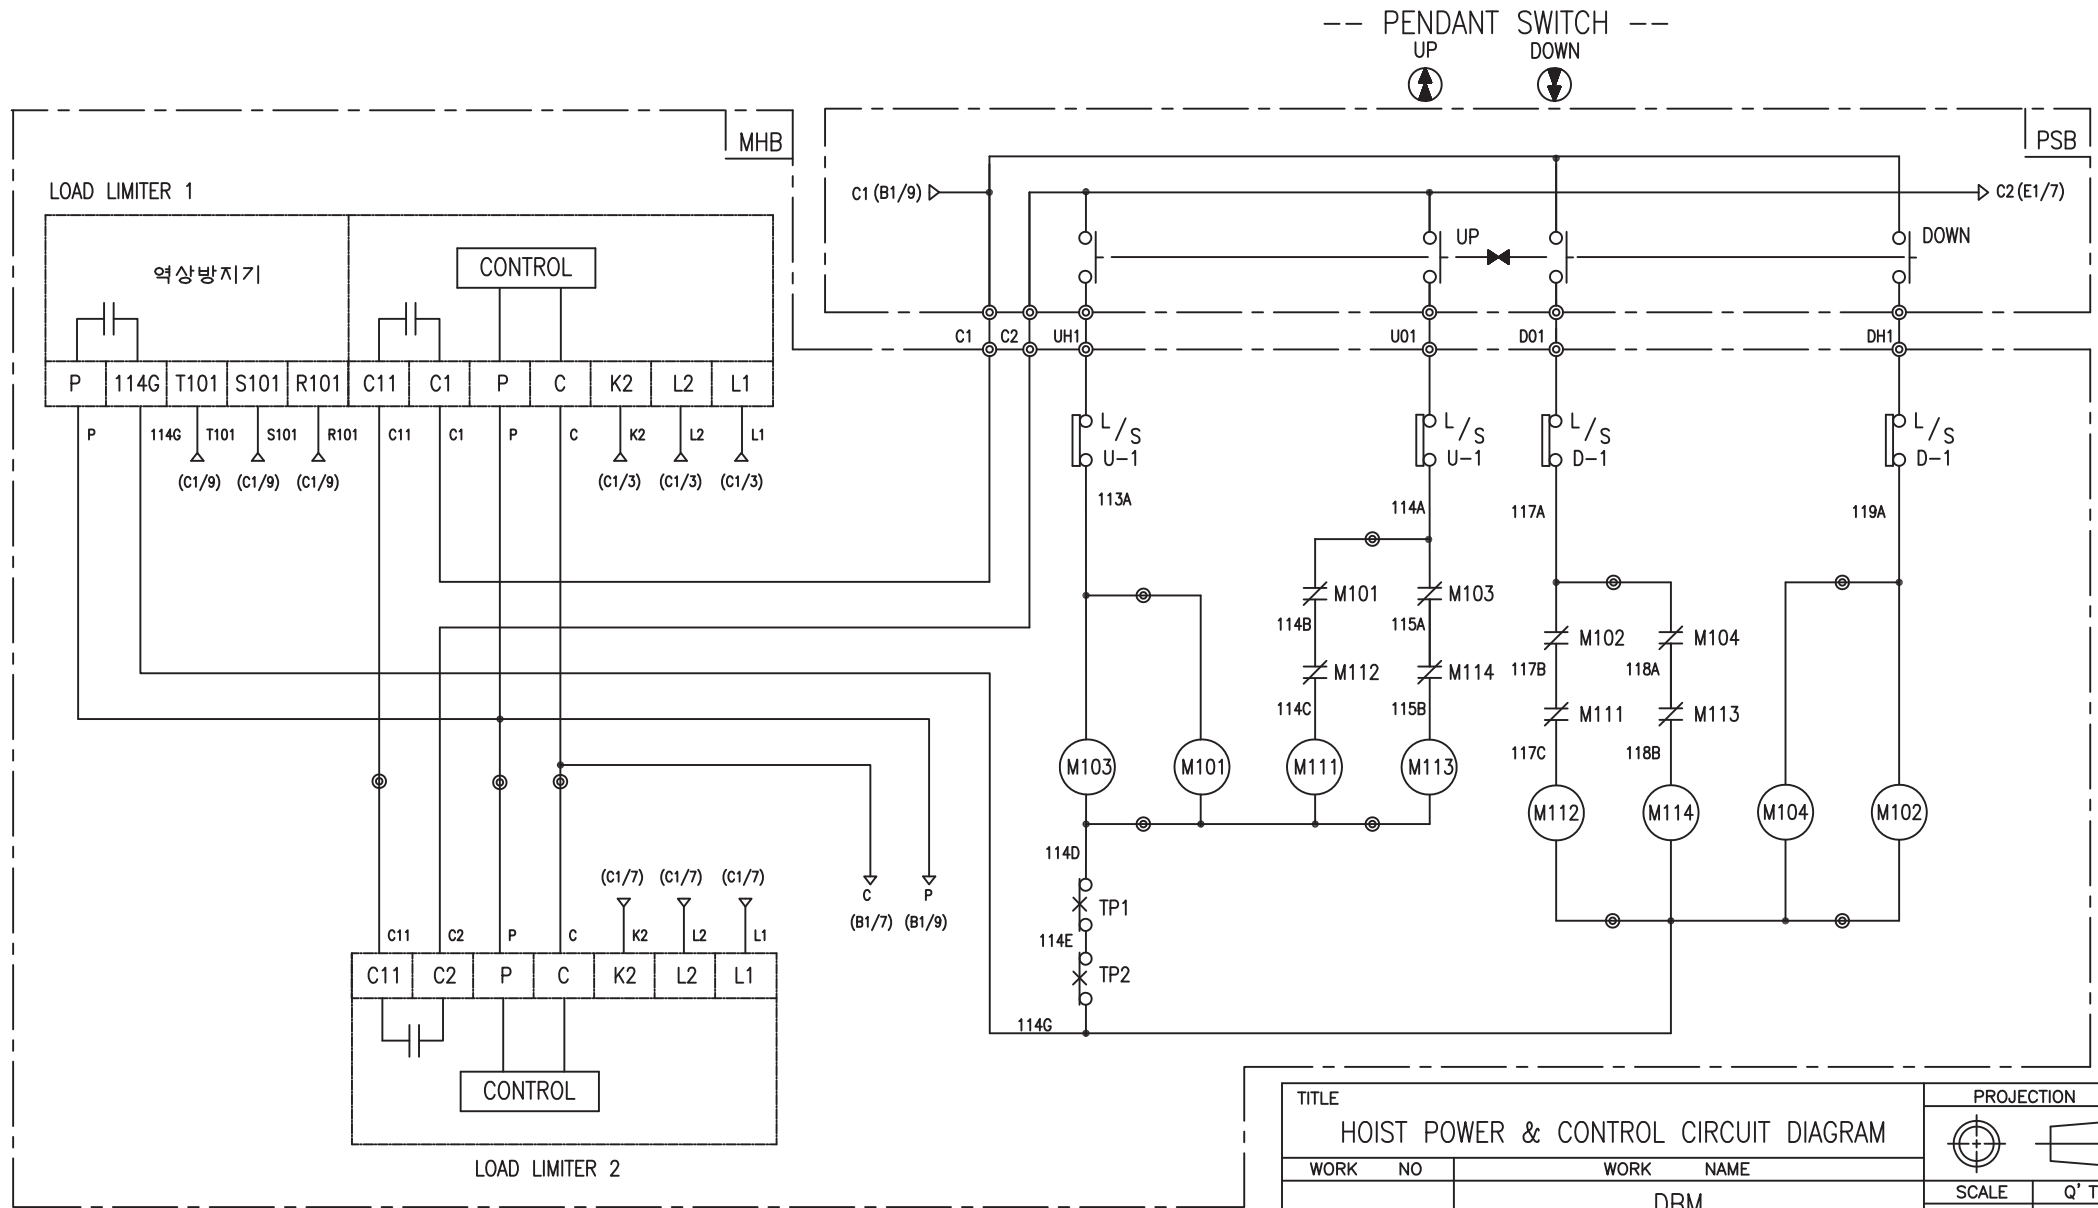 -- PENDANT SWITCH --
UP DOWN
MHB
PSB
LOAD LIMITER 1
C1 (B1/9)
C2 (E1/7)
역상방지기
CONTROL
UP
DOWN
C1 C2 UH1 U01 D01 DH1
P 114G T101 S101 R101 C11 C1 P C K2 L2 L1
P 114G T101 S101 R101 C11 C1 P C K2 L2 L1
(C1/9) (C1/9) (C1/9) (C1/3) (C1/3) (C1/3)
L/S L/S L/S L/S
U-1 U-1 D-1 D-1
113A 114A 117A 119A
M101 M103
114B 115A
M102 M104
M112 M114
117B 118A
114C 115B
M111 M113
117C 118B
M103 M101 M111 M113
M112 M114 M104 M102
114D
(C1/7) (C1/7) (C1/7)
C P
(B1/7) (B1/9)
TP1
114E
C11 C2 P C K2 L2 L1
C11 C2 P C K2 L2 L1
TP2
114G
CONTROL
LOAD LIMITER 2
TITLE
HOIST POWER & CONTROL CIRCUIT DIAGRAM
PROJECTION
WORK NO
WORK NAME
SCALE
Q'T
DBM